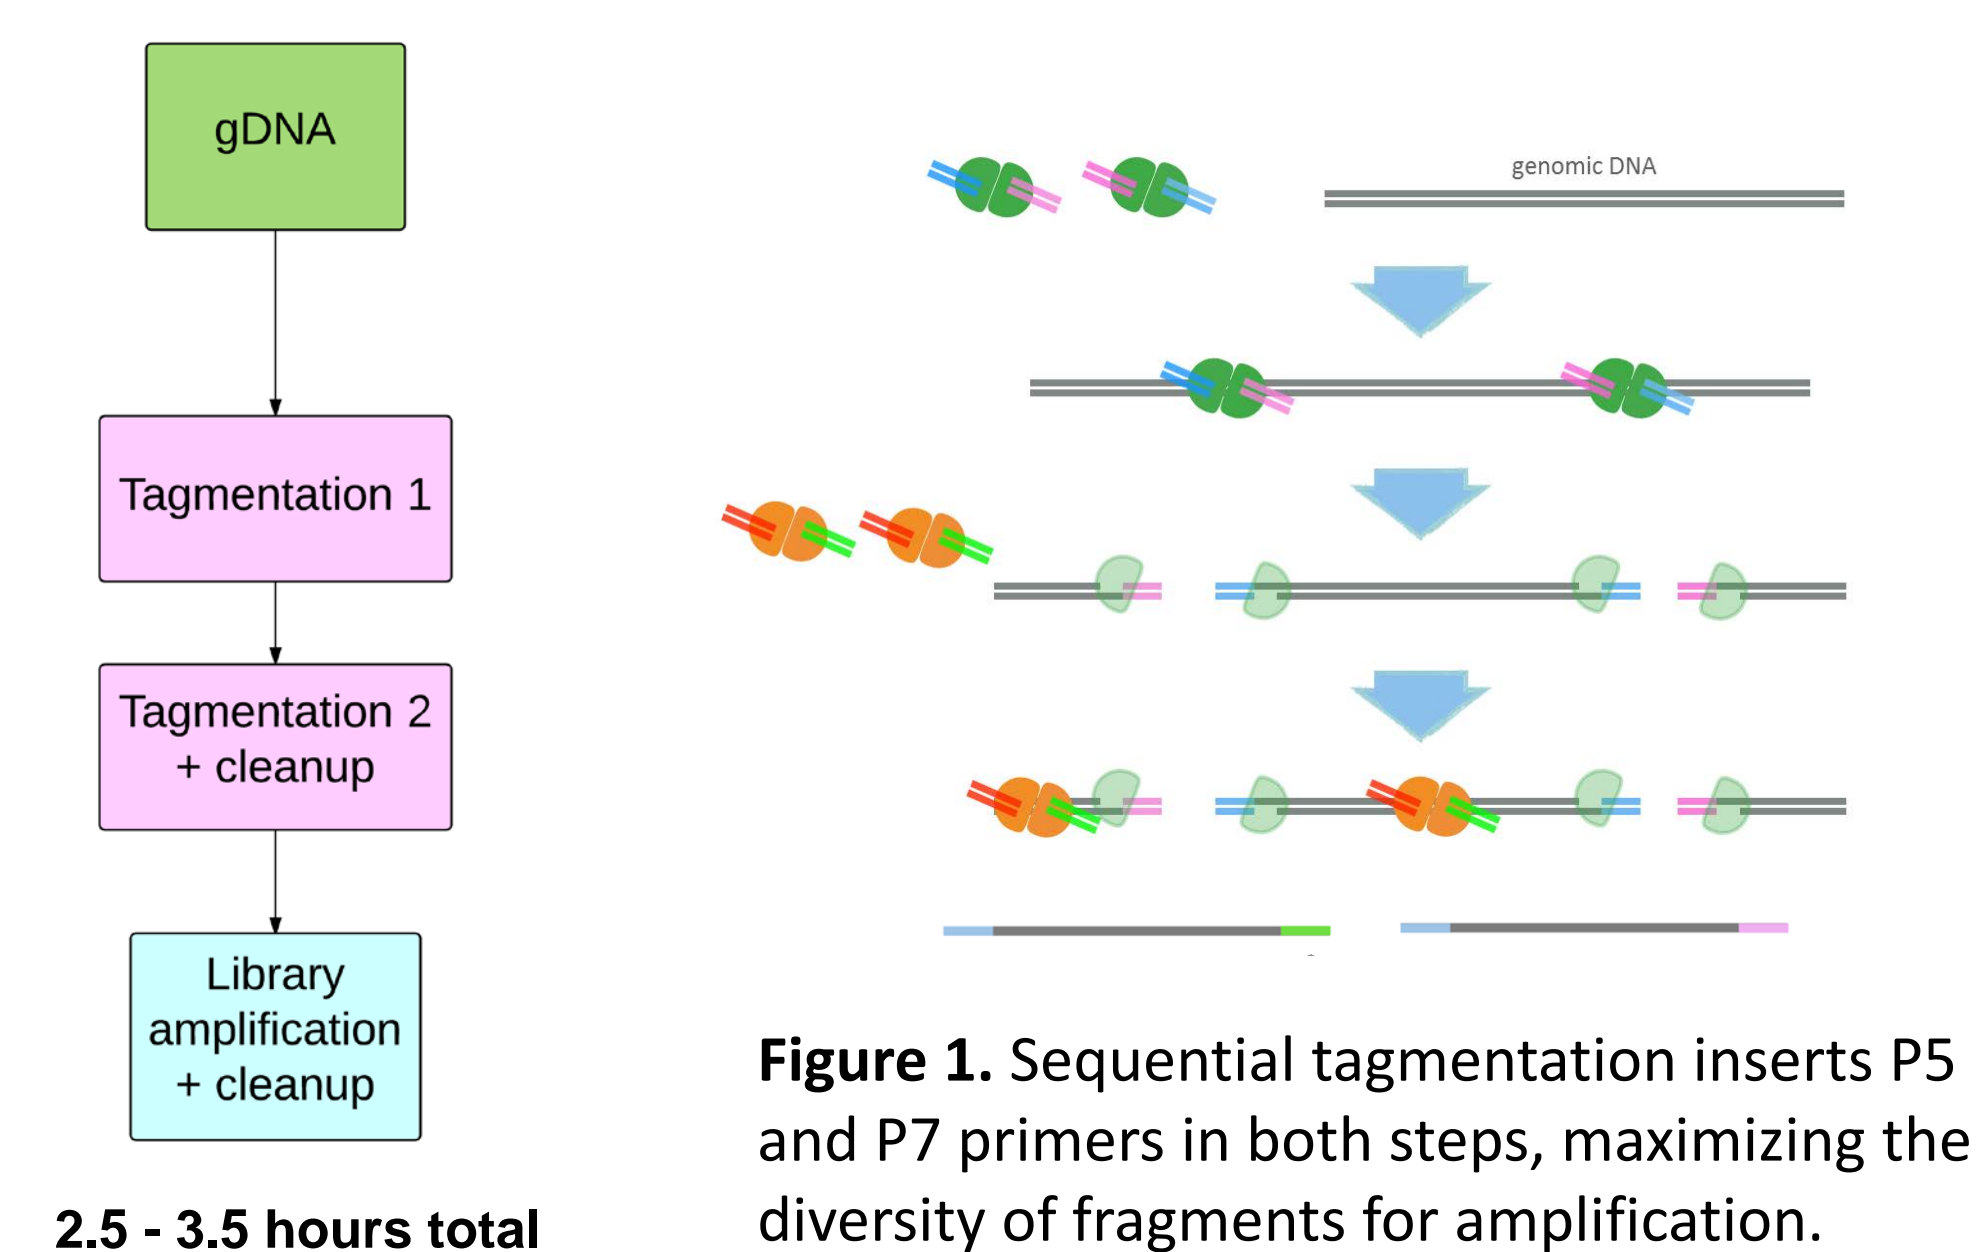 gDNA
Tagmentation 1
Tagmentation 2
+ cleanup
Library
amplification
+ cleanup
2.5 - 3.5 hours total
genomic DNA
Figure 1. Sequential tagmentation inserts P5
and P7 primers in both steps, maximizing the
diversity of fragments for amplification.